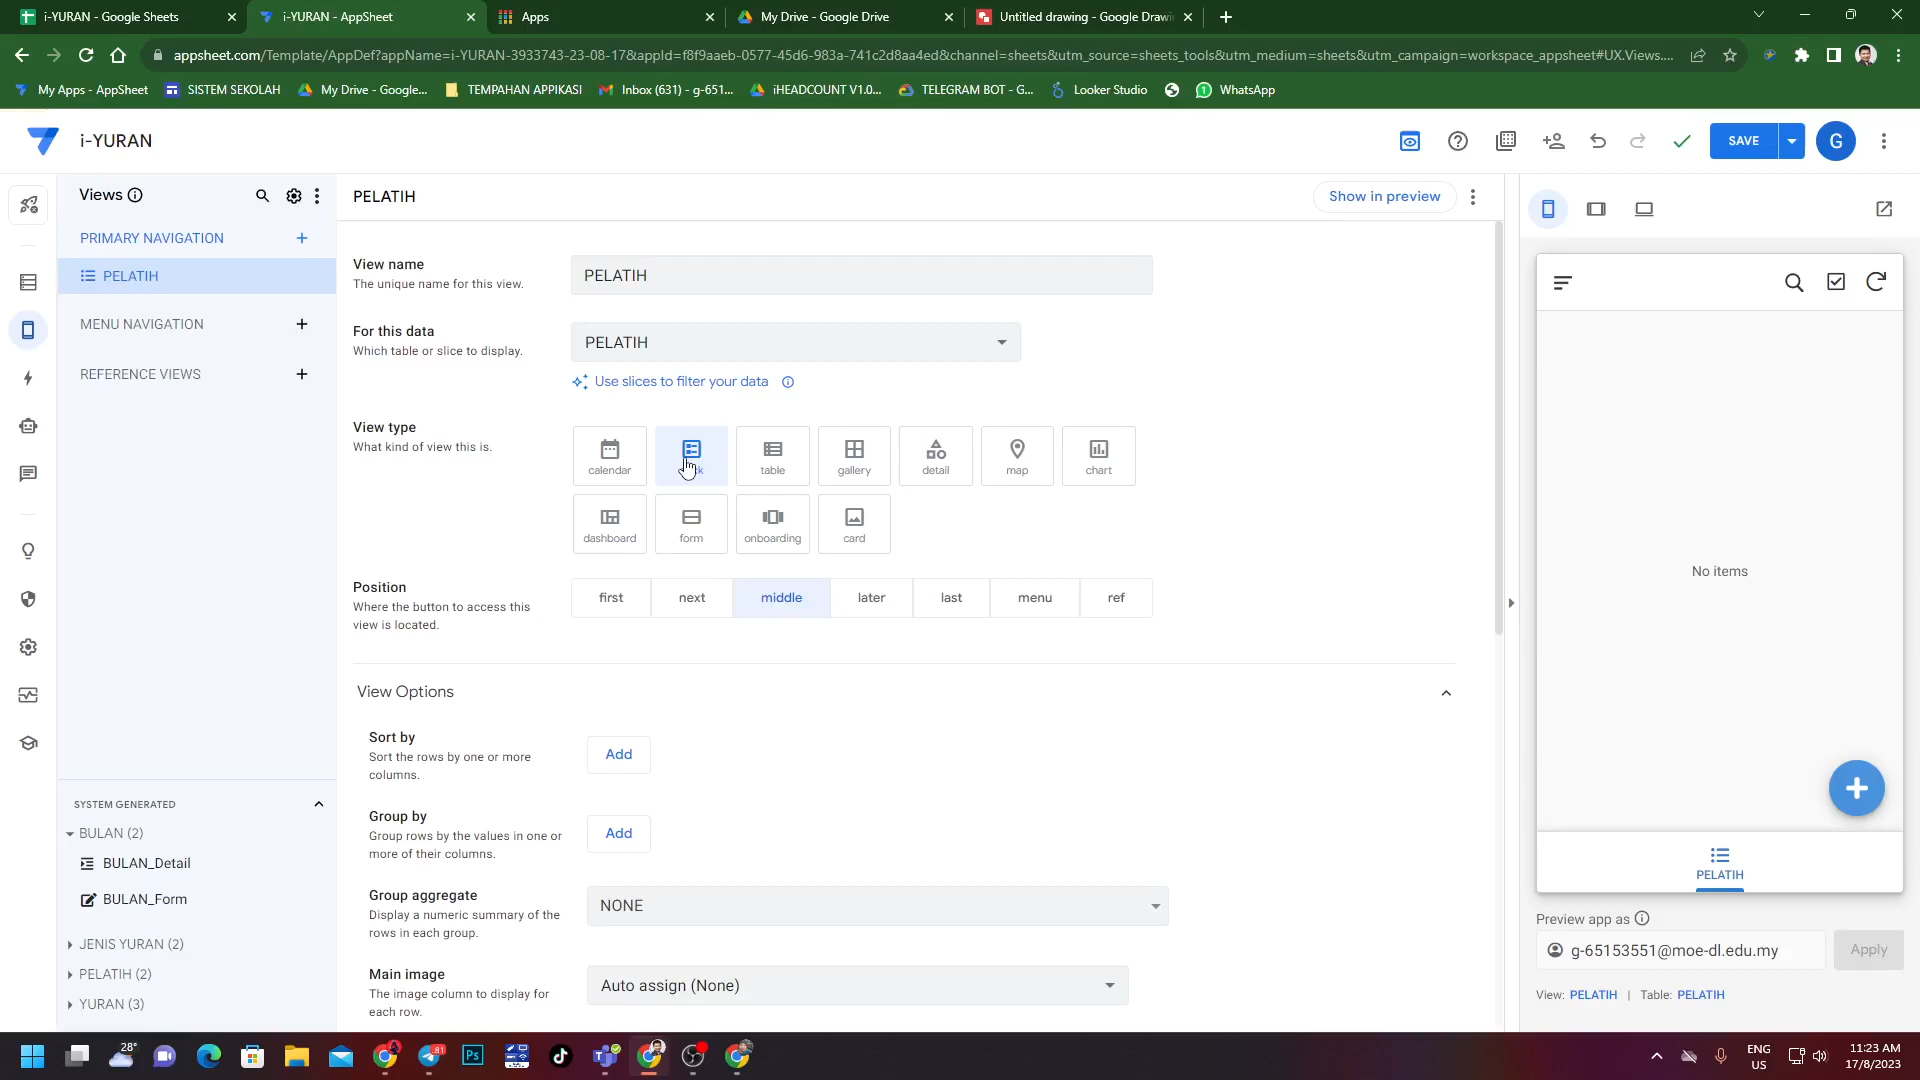 i-YURAN - Google Sheets
i-YURAN - AppSheet
Apps
My Drive - Google Drive
Untitled drawing - Google Drawi
appsheet.com/Template/AppDef?appName=i-YURAN-3933743-23-08-17&appId=f8f9aaeb-0577-45d6-983a-741c2d8aa4ed&channel=sheets&utm_source=sheets_tools&utm_medium=sheets&utm_campaign=workspace_appsheet#UX.Views....
My Apps - AppSheet
SISTEM SEKOLAH
My Drive - Google...
TEMPAHAN APPIKASI
Inbox (631) - g-651...
iHEADCOUNT V1.0...
TELEGRAM BOT - G...
Looker Studio
WhatsApp
i-YURAN
SAVE
G
Views
PELATIH
Show in preview
PRIMARY NAVIGATION
PELATIH
MENU NAVIGATION
REFERENCE VIEWS
View name
The unique name for this view.
PELATIH
For this data
Which table or slice to display.
PELATIH
Use slices to filter your data
View type
What kind of view this is.
calendar
table
gallery
detail
map
chart
dashboard
form
onboarding
card
Position
Where the button to access this
view is located.
first
next
middle
later
last
menu
ref
View Options
Sort by
Sort the rows by one or more
columns.
Add
Group by
Group rows by the values in one or
more of their columns.
Add
Group aggregate
Display a numeric summary of the
rows in each group.
NONE
Main image
The image column to display for
each row.
Auto assign (None)
SYSTEM GENERATED
BULAN (2)
BULAN_Detail
BULAN_Form
JENIS YURAN (2)
PELATIH (2)
YURAN (3)
No items
PELATIH
Preview app as
g-65153551@moe-dl.edu.my
Apply
View: PELATIH | Table: PELATIH
28°
81
Ps
ENG
US
11:23 AM
17/8/2023